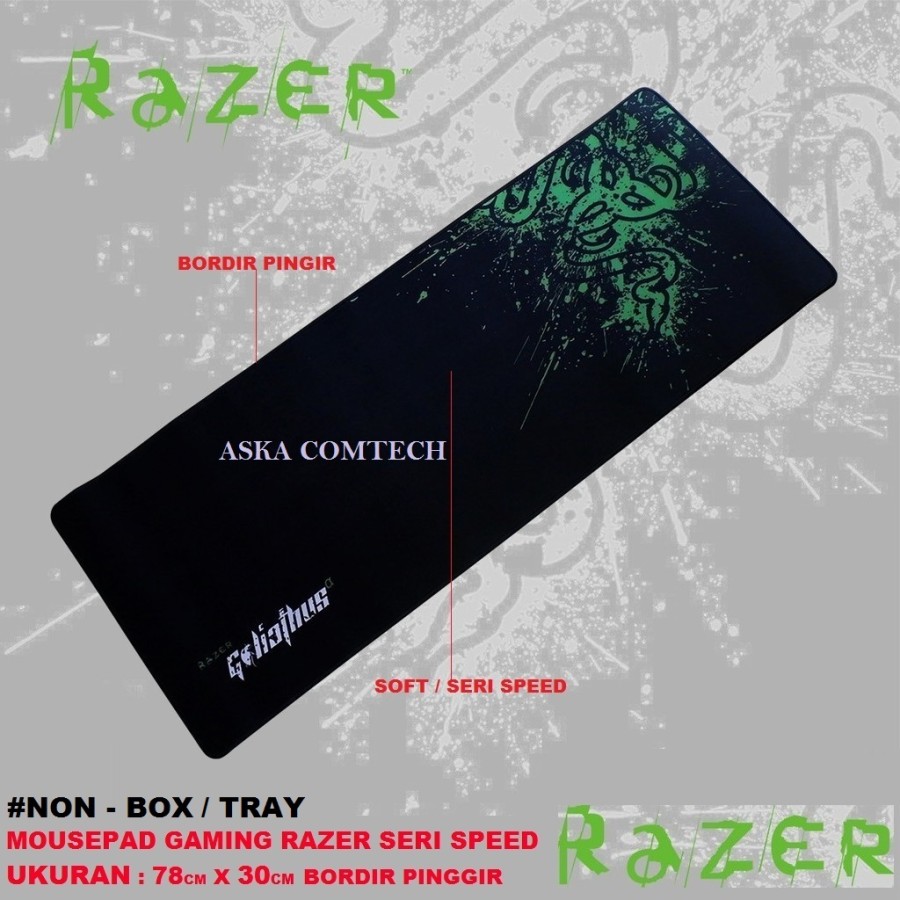 RAZER™
BORDIR PINGIR
ASKA COMTECH
RAZER
Goliathus α
SOFT / SERI SPEED
#NON - BOX / TRAY
MOUSEPAD GAMING RAZER SERI SPEED
UKURAN : 78CM X 30CM BORDIR PINGGIR
RAZER